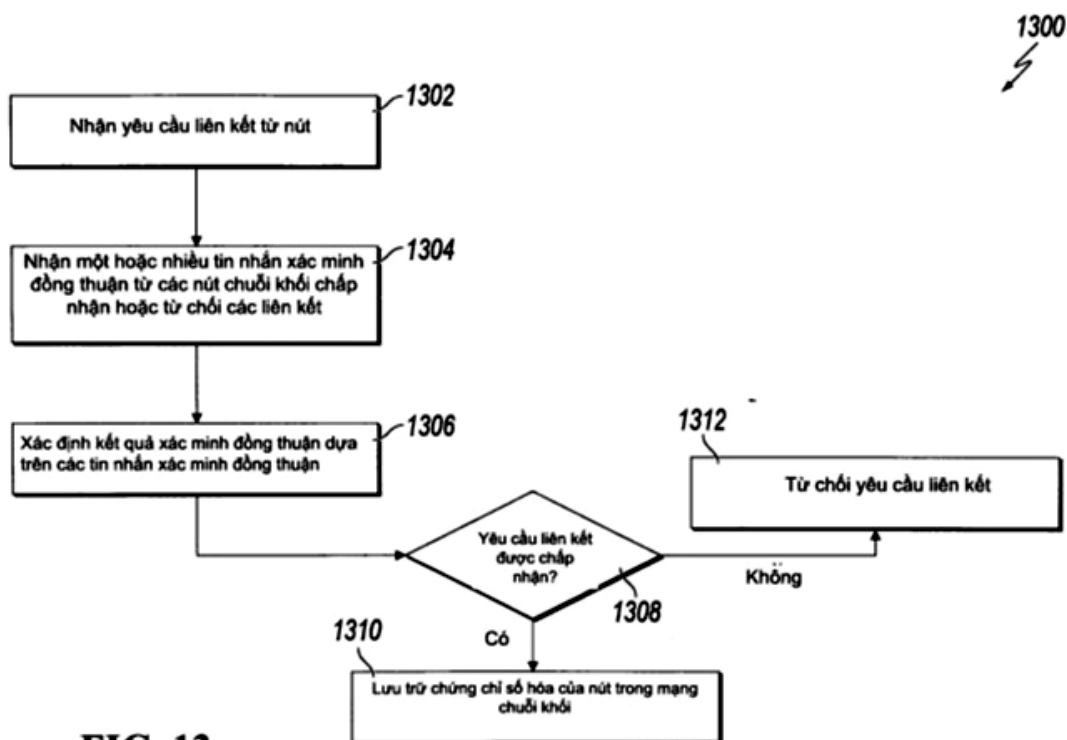 1300
1302
Nhận yêu cầu liên kết từ nút
1304
Nhận một hoặc nhiều tin nhắn xác minh
đồng thuận từ các nút chuỗi khối chấp
nhận hoặc từ chối các liên kết
1306
Xác định kết quả xác minh đồng thuận dựa
trên các tin nhắn xác minh đồng thuận
1312
Từ chối yêu cầu liên kết
Yêu cầu liên kết
được chấp
nhận?
Không
1308
Có
1310
Lưu trữ chứng chỉ số hóa của nút trong mạng
chuỗi khối